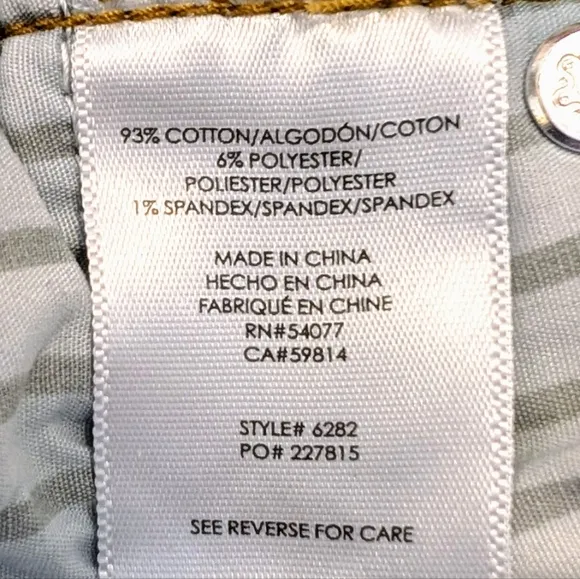 93% COTTON/ALGODÓN/COTON
6% POLYESTER/
POLIESTER/POLYESTER
1% SPANDEX/SPANDEX/SPANDEX
MADE IN CHINA
HECHO EN CHINA
FABRIQUÉ EN CHINE
RN#54077
CA#59814
STYLE# 6282
PO# 227815
SEE REVERSE FOR CARE